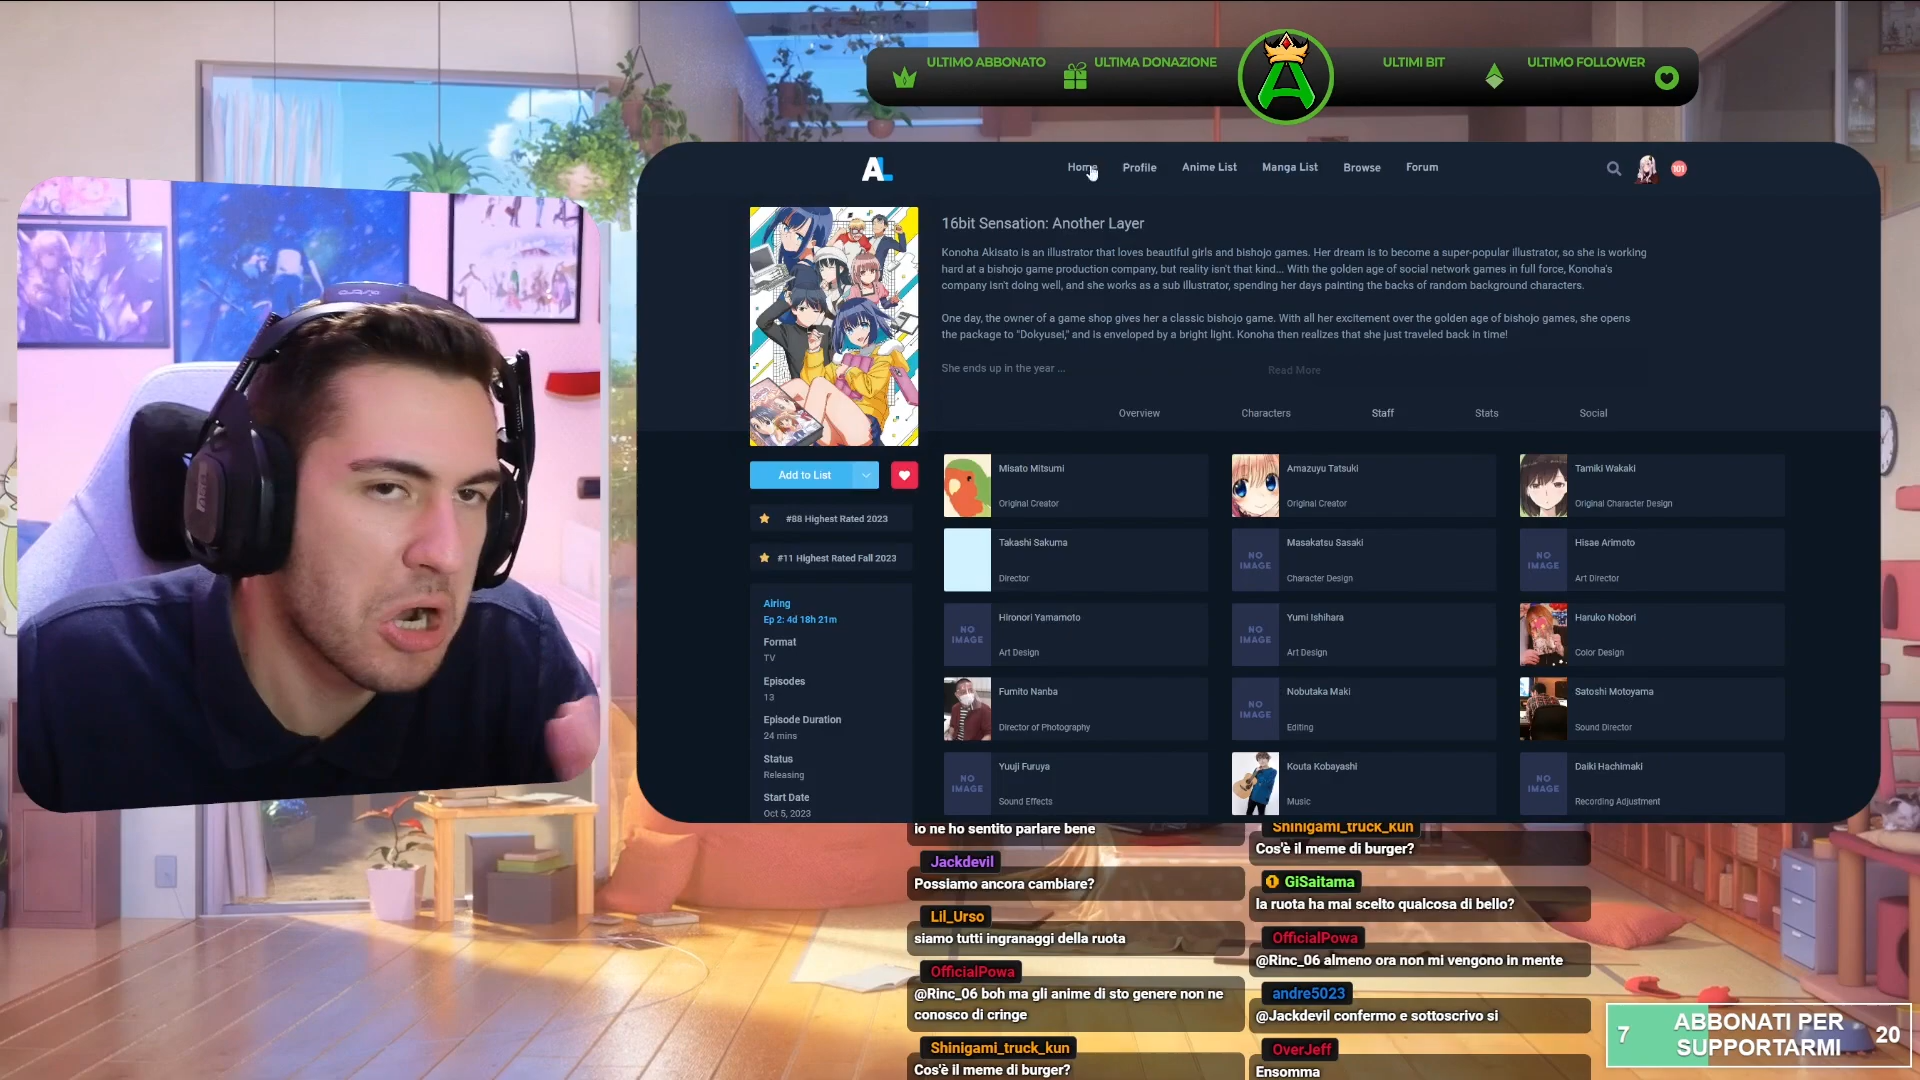 ULTIMO ABBONATO
ULTIMA DONAZIONE
ULTIMI BIT
ULTIMO FOLLOWER
AL
Home
Profile
Anime List
Manga List
Browse
Forum
101
16bit Sensation: Another Layer
Konoha Akisato is an illustrator that loves beautiful girls and bishojo games. Her dream is to become a super-popular illustrator, so she is working
hard at a bishojo game production company, but reality isn't that kind... With the golden age of social network games in full force, Konoha's
company isn't doing well, and she works as a sub illustrator, spending her days painting the backs of random background characters.
One day, the owner of a game shop gives her a classic bishojo game. With all her excitement over the golden age of bishojo games, she opens
the package to "Dokyusei," and is enveloped by a bright light. Konoha then realizes that she just traveled back in time!
She ends up in the year ...
Read More
Overview
Characters
Staff
Stats
Social
Add to List
#88 Highest Rated 2023
#11 Highest Rated Fall 2023
Airing
Ep 2: 4d 18h 21m
Format
TV
Episodes
13
Episode Duration
24 mins
Status
Releasing
Start Date
Oct 5, 2023
Misato Mitsumi
Original Creator
Amazuyu Tatsuki
Original Creator
Tamiki Wakaki
Original Character Design
Takashi Sakuma
Director
NO IMAGE
Masakatsu Sasaki
Character Design
NO IMAGE
Hisae Arimoto
Art Director
NO IMAGE
Hironori Yamamoto
Art Design
NO IMAGE
Yumi Ishihara
Art Design
Haruko Nobori
Color Design
Fumito Nanba
Director of Photography
NO IMAGE
Nobutaka Maki
Editing
Satoshi Motoyama
Sound Director
NO IMAGE
Yuuji Furuya
Sound Effects
Kouta Kobayashi
Music
NO IMAGE
Daiki Hachimaki
Recording Adjustment
io ne ho sentito parlare bene
Jackdevil
Possiamo ancora cambiare?
Lil_Urso
siamo tutti ingranaggi della ruota
OfficialPowa
@Rinc_06 boh ma gli anime di sto genere non ne
conosco di cringe
Shinigami_truck_kun
Cos'è il meme di burger?
Shinigami_truck_kun
Cos'è il meme di burger?
GiSaitama
la ruota ha mai scelto qualcosa di bello?
OfficialPowa
@Rinc_06 almeno ora non mi vengono in mente
andre5023
@Jackdevil confermo e sottoscrivo si
OverJeff
Ensomma
7
ABBONATI PER
SUPPORTARMI
20